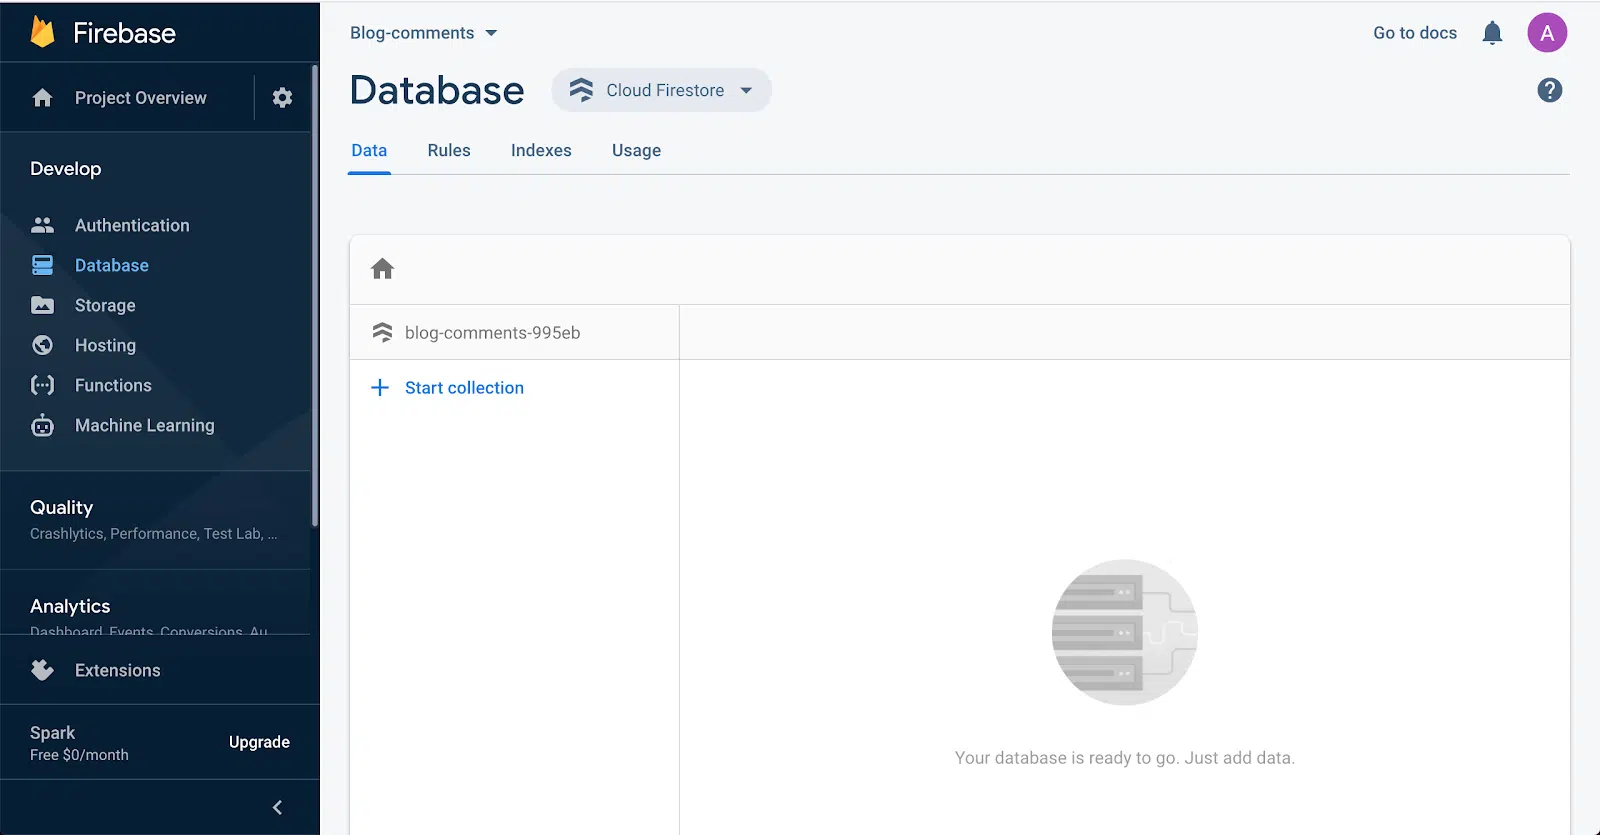 Firebase
Project Overview
Develop
Authentication
Database
Storage
Hosting
Functions
Machine Learning
Quality
Crashlytics, Performance, Test Lab, ...
Analytics
Dashboard, Events, Conversions, Au
Extensions
Spark
Free $0/month
Upgrade
Blog-comments
Go to docs
A
Database
Cloud Firestore
?
Data Rules Indexes Usage
blog-comments-995eb
+ Start collection
Your database is ready to go. Just add data.